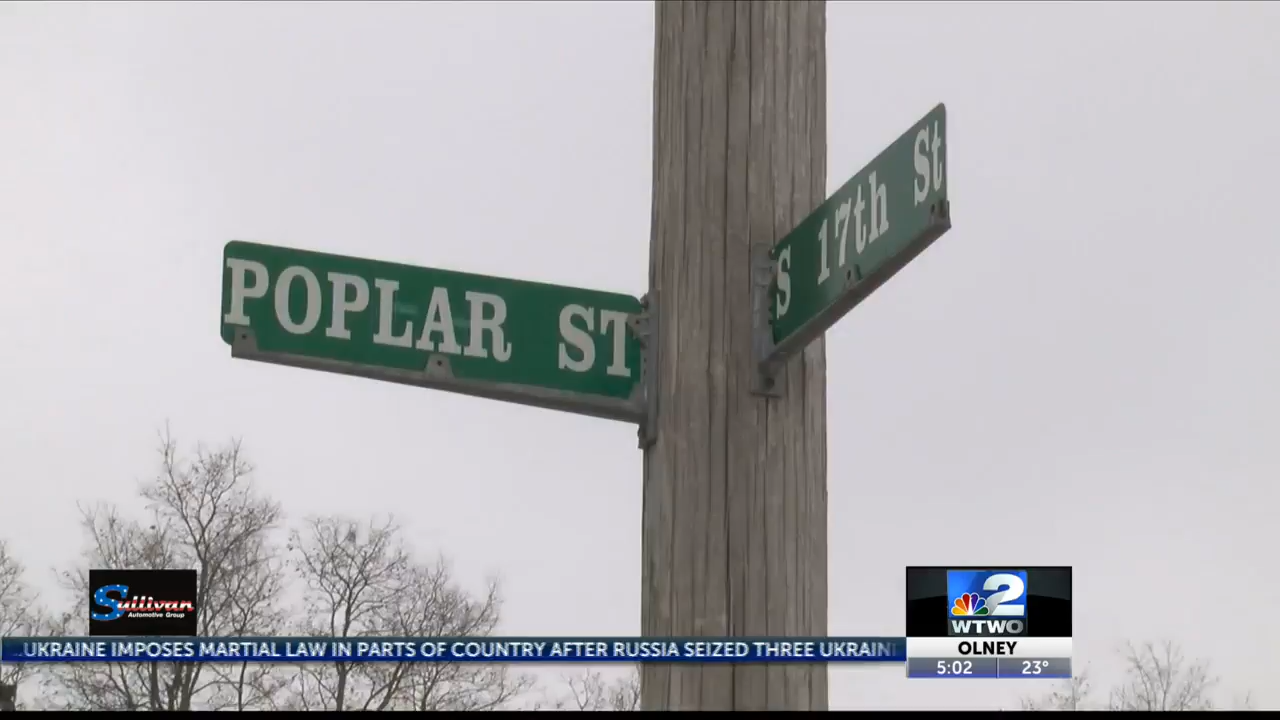 POPLAR ST
S 17th St
Sullivan
Automotive Group
..UKRAINE IMPOSES MARTIAL LAW IN PARTS OF COUNTRY AFTER RUSSIA SEIZED THREE UKRAIN
2
WTWO
OLNEY
5:02 23°